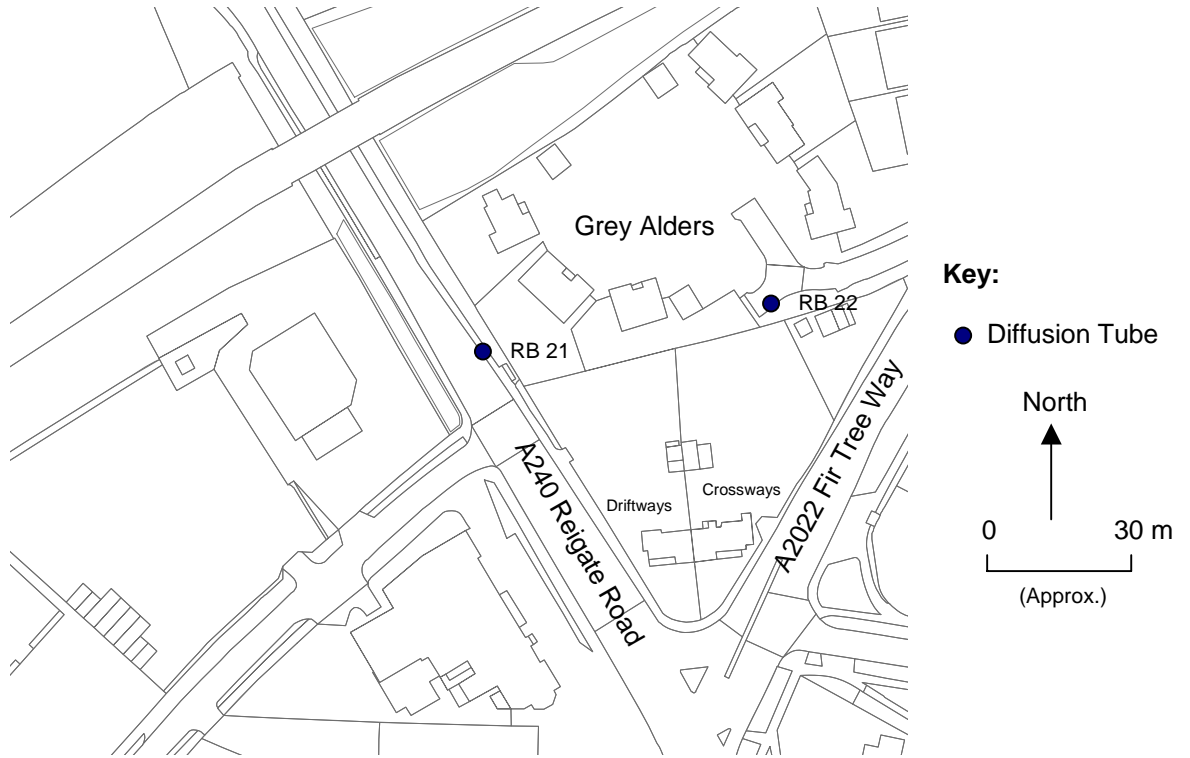 Grey Alders
RB 22
RB 21
A240 Reigate Road
Driftways
Crossways
A2022 Fir Tree Way
Key:
Diffusion Tube
North
0 30 m
(Approx.)